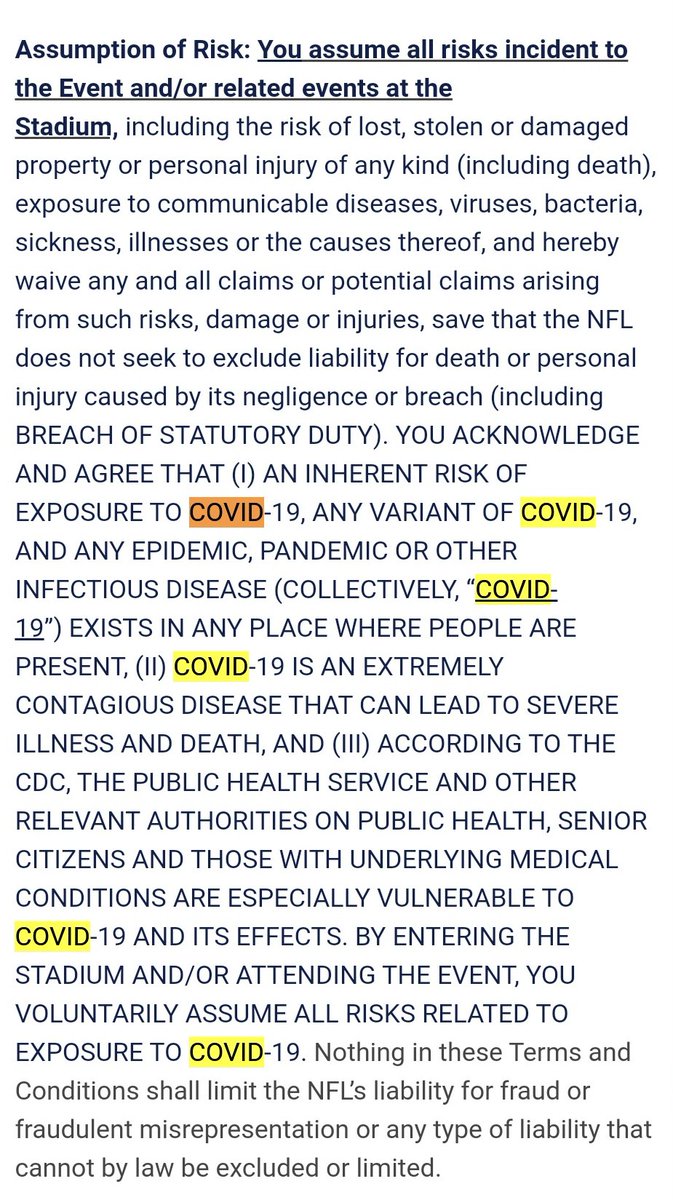 Assumption of Risk: You assume all risks incident to
the Event and/or related events at the
Stadium, including the risk of lost, stolen or damaged
property or personal injury of any kind (including death),
exposure to communicable diseases, viruses, bacteria,
sickness, illnesses or the causes thereof, and hereby
waive any and all claims or potential claims arising
from such risks, damage or injuries, save that the NFL
does not seek to exclude liability for death or personal
injury caused by its negligence or breach (including
BREACH OF STATUTORY DUTY). YOU ACKNOWLEDGE
AND AGREE THAT (I) AN INHERENT RISK OF
EXPOSURE TO COVID-19, ANY VARIANT OF COVID-19,
AND ANY EPIDEMIC, PANDEMIC OR OTHER
INFECTIOUS DISEASE (COLLECTIVELY, “COVID-
19”) EXISTS IN ANY PLACE WHERE PEOPLE ARE
PRESENT, (II) COVID-19 IS AN EXTREMELY
CONTAGIOUS DISEASE THAT CAN LEAD TO SEVERE
ILLNESS AND DEATH, AND (III) ACCORDING TO THE
CDC, THE PUBLIC HEALTH SERVICE AND OTHER
RELEVANT AUTHORITIES ON PUBLIC HEALTH, SENIOR
CITIZENS AND THOSE WITH UNDERLYING MEDICAL
CONDITIONS ARE ESPECIALLY VULNERABLE TO
COVID-19 AND ITS EFFECTS. BY ENTERING THE
STADIUM AND/OR ATTENDING THE EVENT, YOU
VOLUNTARILY ASSUME ALL RISKS RELATED TO
EXPOSURE TO COVID-19. Nothing in these Terms and
Conditions shall limit the NFL’s liability for fraud or
fraudulent misrepresentation or any type of liability that
cannot by law be excluded or limited.